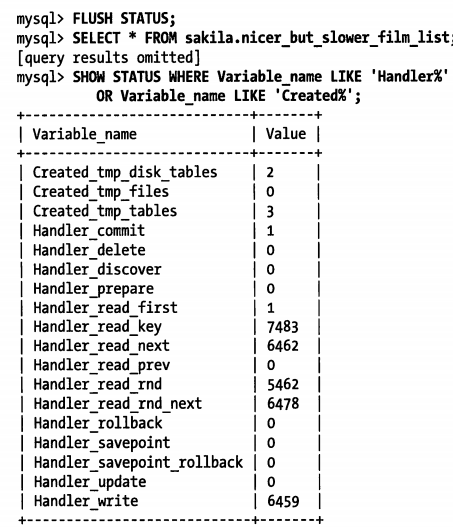 mysql> FLUSH STATUS;
mysql> SELECT * FROM sakila.nicer_but_slower_film_list;
[query results omitted]
mysql> SHOW STATUS WHERE Variable_name LIKE 'Handler%'
OR Variable_name LIKE 'Created%';
+----------------------------+-------+
| Variable_name | Value |
+----------------------------+-------+
| Created_tmp_disk_tables | 2 |
| Created_tmp_files | 0 |
| Created_tmp_tables | 3 |
| Handler_commit | 1 |
| Handler_delete | 0 |
| Handler_discover | 0 |
| Handler_prepare | 0 |
| Handler_read_first | 1 |
| Handler_read_key | 7483 |
| Handler_read_next | 6462 |
| Handler_read_prev | 0 |
| Handler_read_rnd | 5462 |
| Handler_read_rnd_next | 6478 |
| Handler_rollback | 0 |
| Handler_savepoint | 0 |
| Handler_savepoint_rollback | 0 |
| Handler_update | 0 |
| Handler_write | 6459 |
+----------------------------+-------+